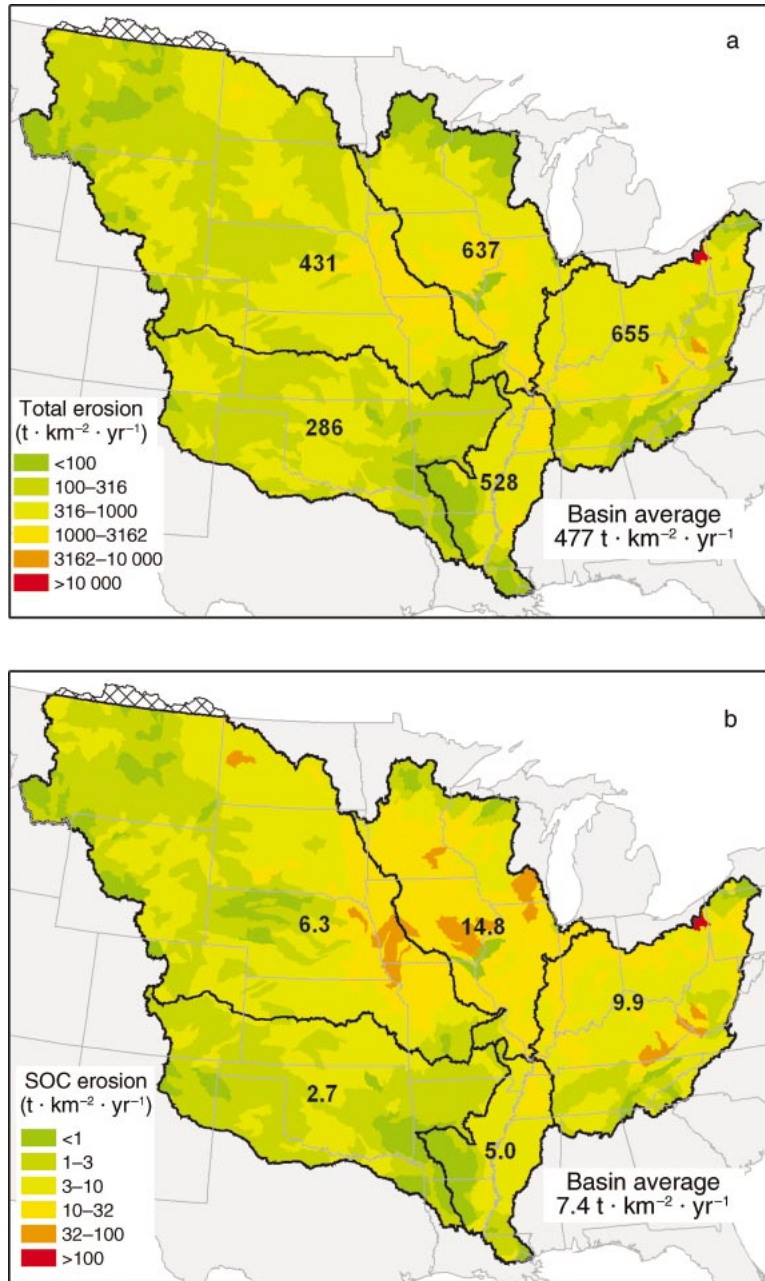 a
431
637
655
286
528
Total erosion
(t · km⁻² · yr⁻¹)
<100
100–316
316–1000
1000–3162
3162–10 000
>10 000
Basin average
477 t · km⁻² · yr⁻¹
b
6.3
14.8
9.9
2.7
5.0
SOC erosion
(t · km⁻² · yr⁻¹)
<1
1–3
3–10
10–32
32–100
>100
Basin average
7.4 t · km⁻² · yr⁻¹